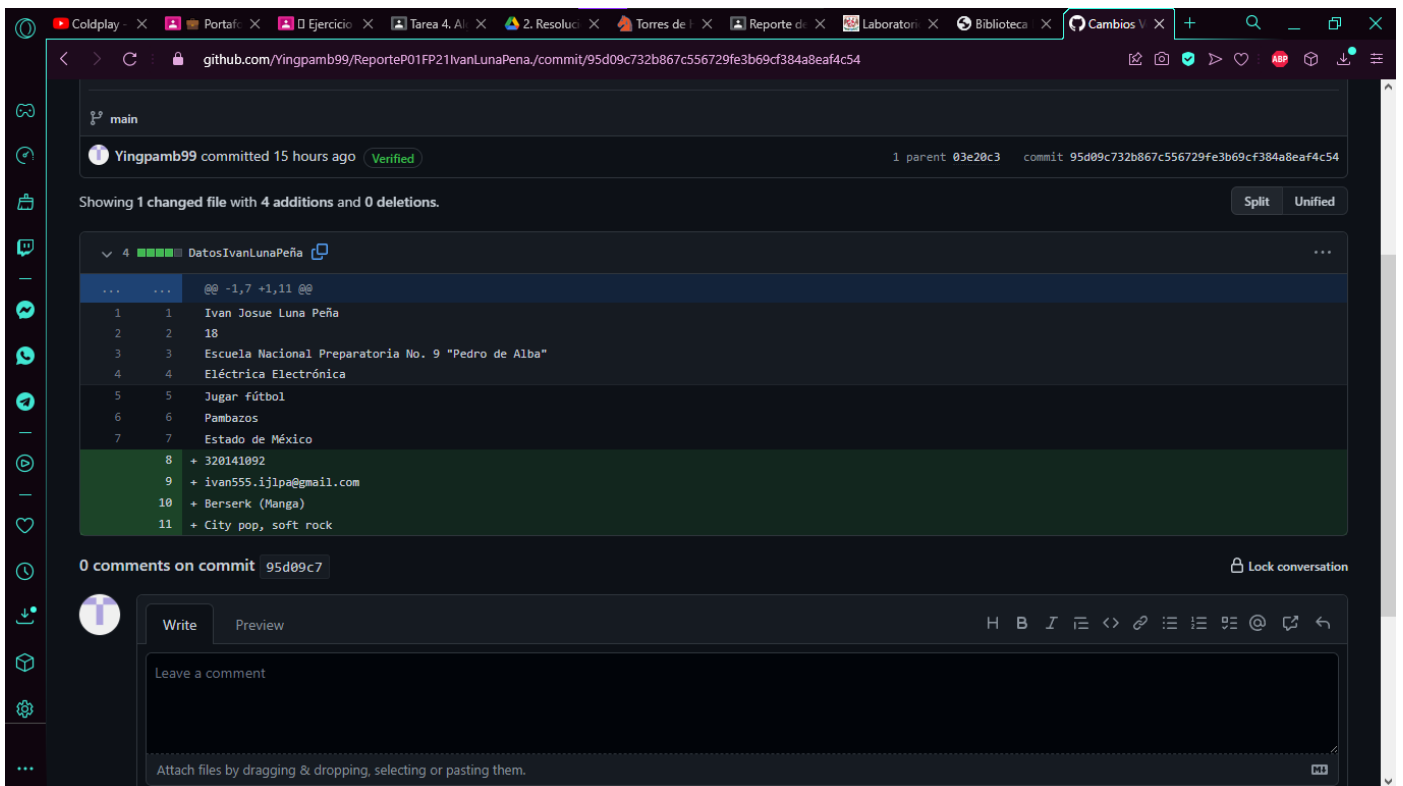 Coldplay -
Portafo
Ejercicio
Tarea 4. Al
2. Resoluci
Torres de H
Reporte de
Laboratori
Biblioteca
Cambios V
github.com/Yingpamb99/ReporteP01FP21IvanLunaPena./commit/95d09c732b867c556729fe3b69cf384a8eaf4c54
ABP
main
Yingpamb99 committed 15 hours ago Verified
1 parent 03e20c3 commit 95d09c732b867c556729fe3b69cf384a8eaf4c54
Showing 1 changed file with 4 additions and 0 deletions.
Split Unified
4 DatosIvanLunaPeña
... ... @@ -1,7 +1,11 @@
1 1 Ivan Josue Luna Peña
2 2 18
3 3 Escuela Nacional Preparatoria No. 9 "Pedro de Alba"
4 4 Eléctrica Electrónica
5 5 Jugar fútbol
6 6 Pambazos
7 7 Estado de México
8 + 320141092
9 + ivan555.ijlpa@gmail.com
10 + Berserk (Manga)
11 + City pop, soft rock
0 comments on commit 95d09c7
Lock conversation
Write Preview
Leave a comment
Attach files by dragging & dropping, selecting or pasting them.